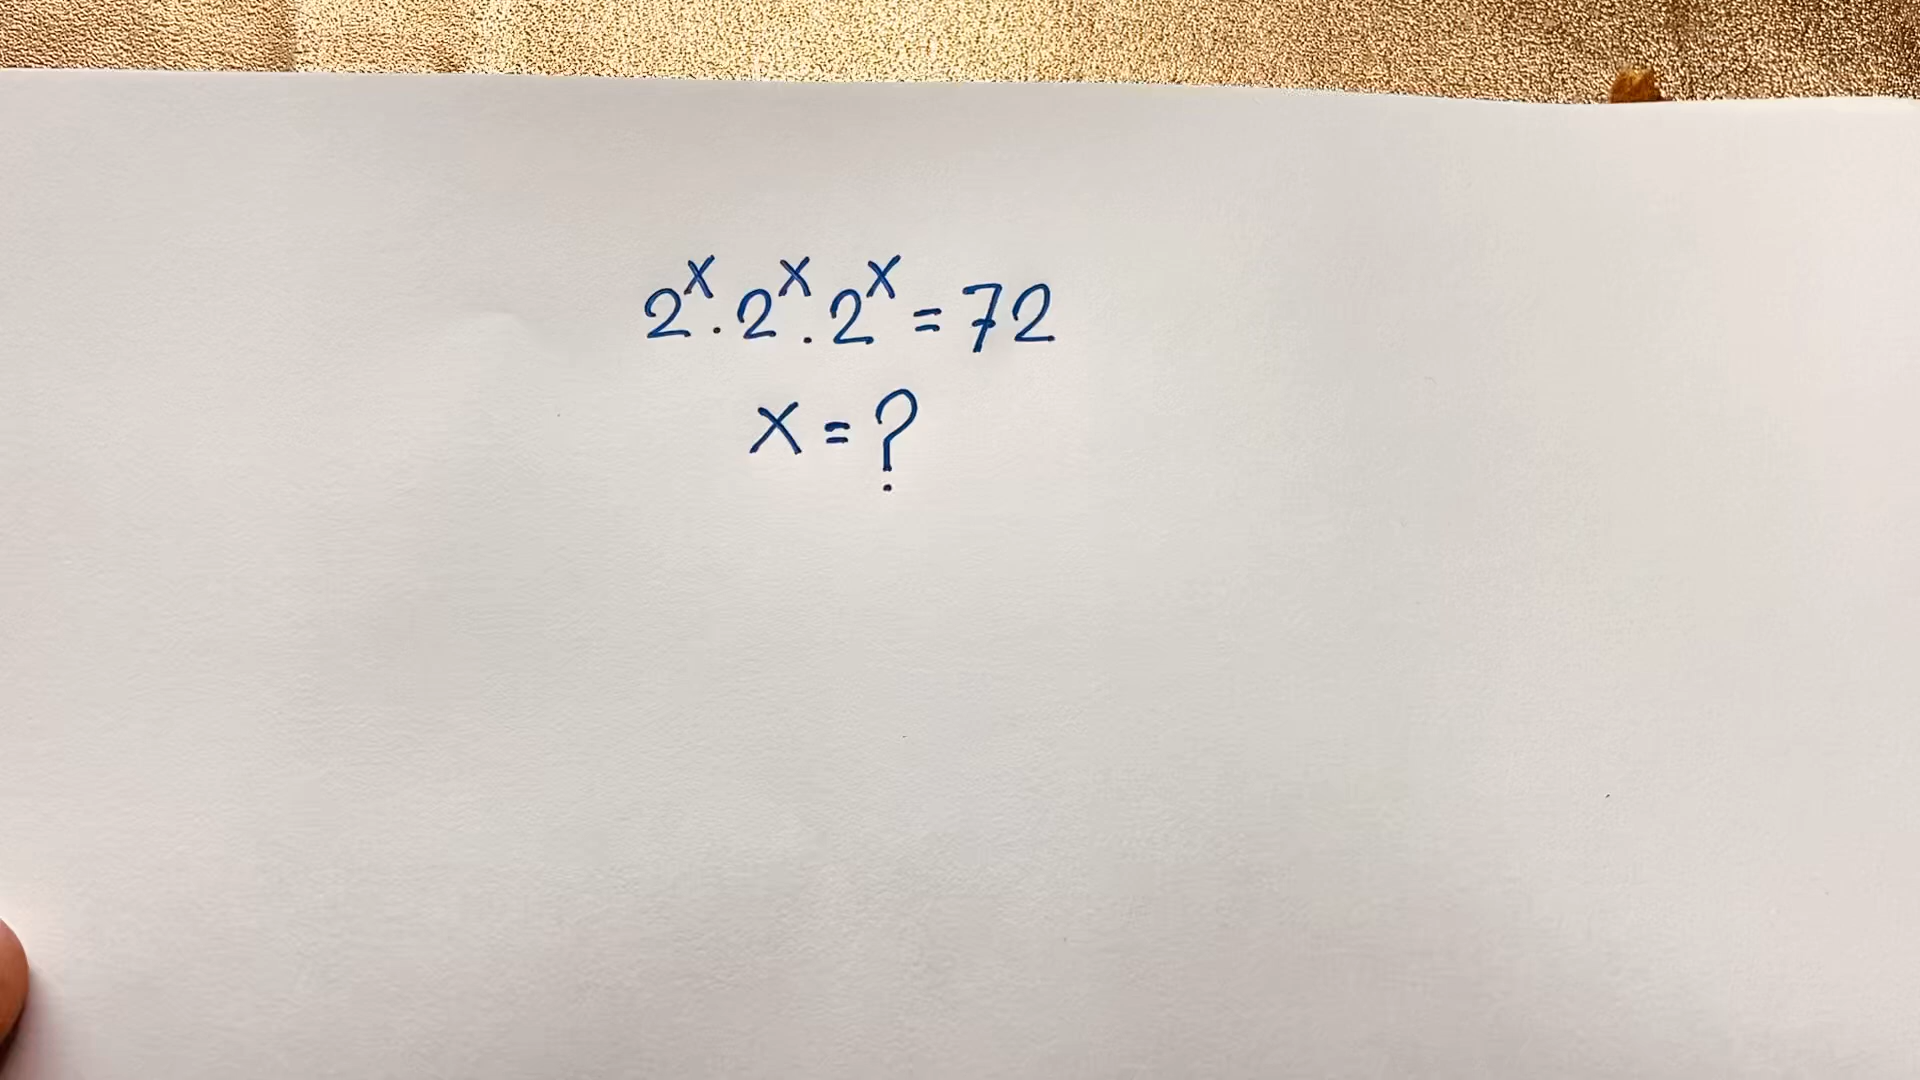 2^x . 2^x . 2^x = 72
x = ?